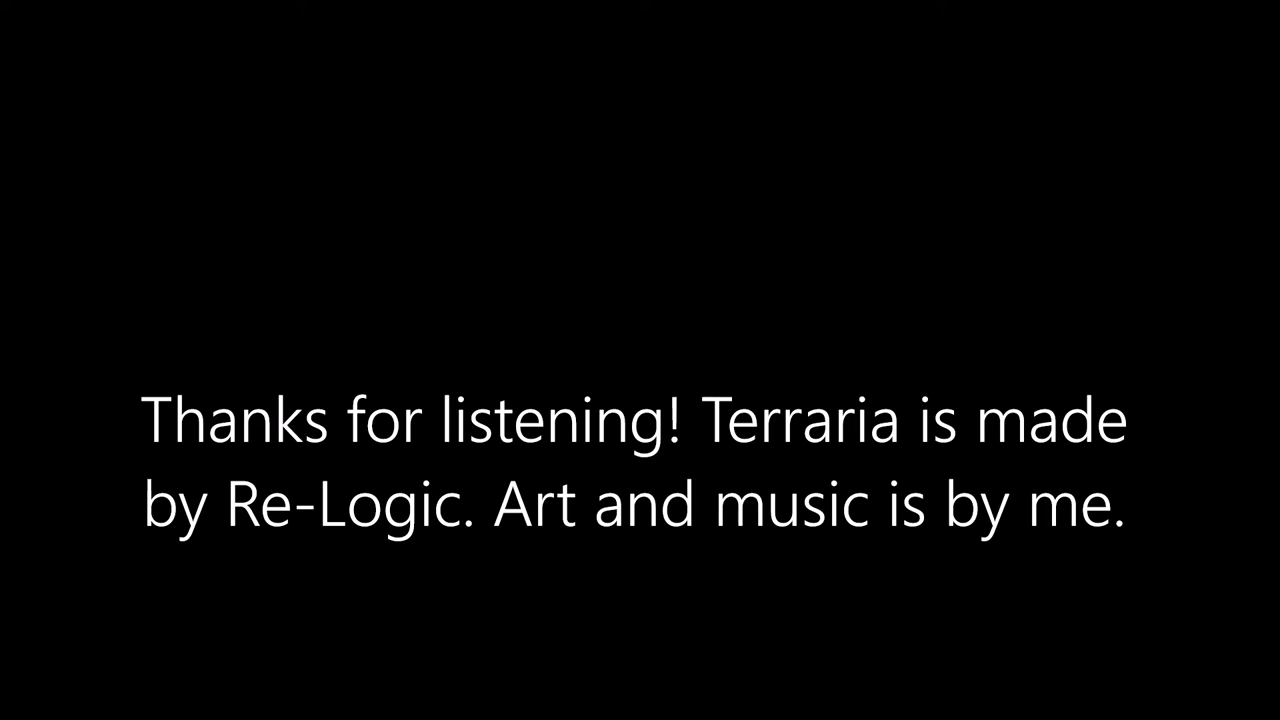 Thanks for listening! Terraria is made
by Re-Logic. Art and music is by me.